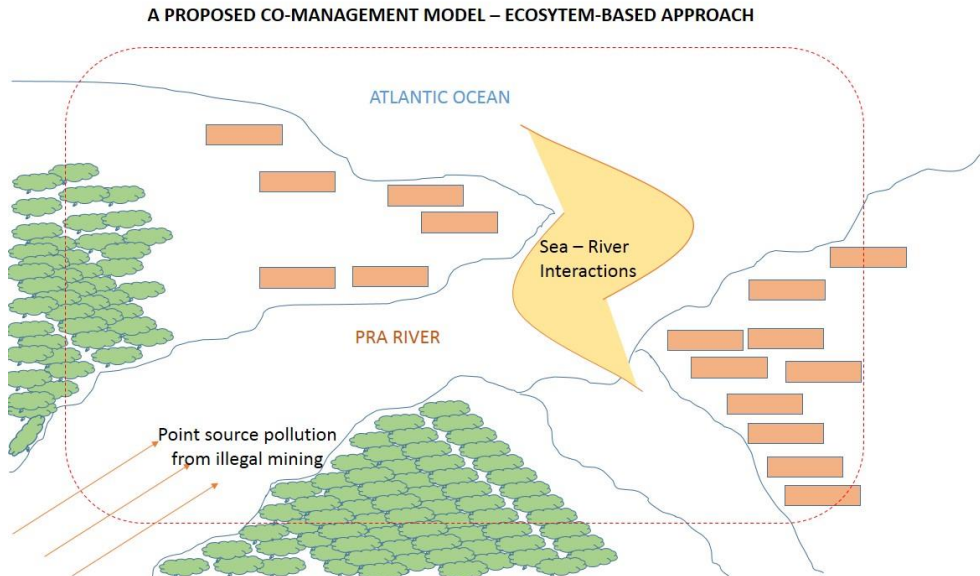 A PROPOSED CO-MANAGEMENT MODEL – ECOSYTEM-BASED APPROACH
ATLANTIC OCEAN
Sea – River
Interactions
PRA RIVER
Point source pollution
from illegal mining